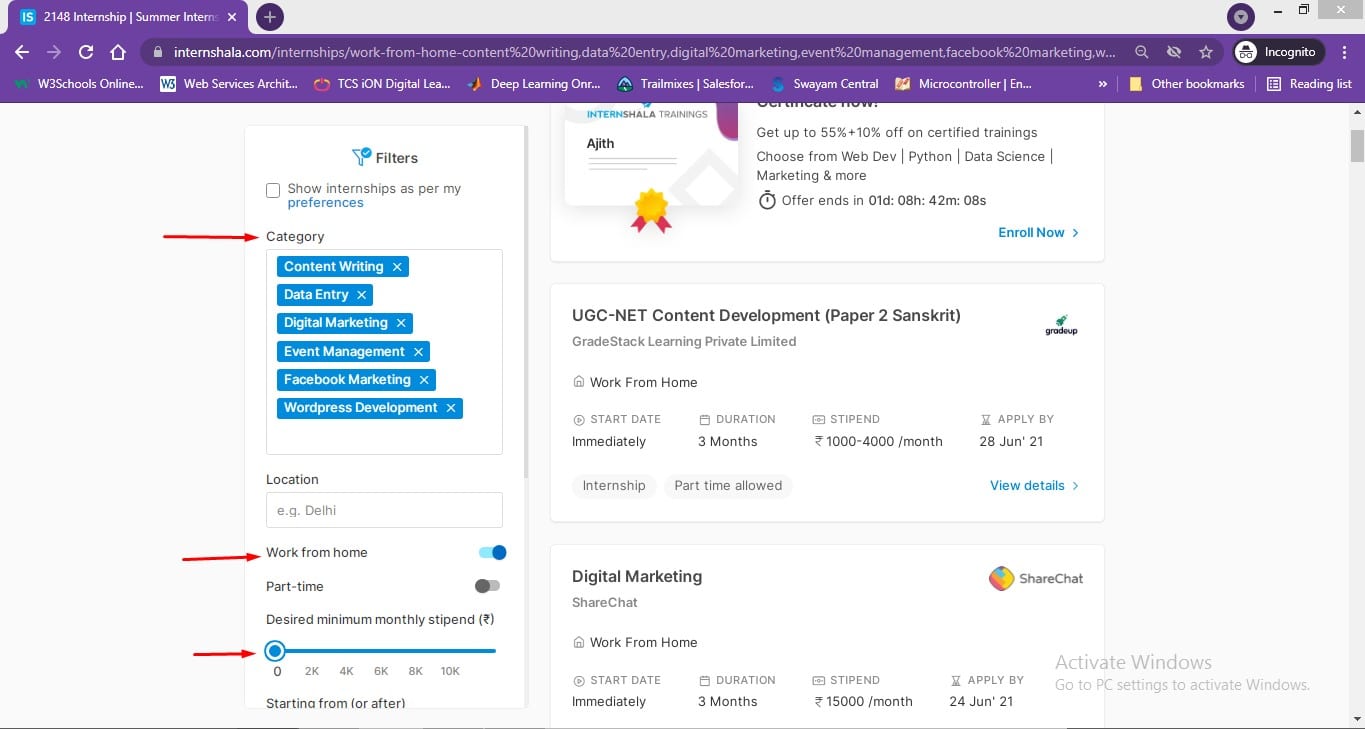 2148 Internship | Summer Interns
internshala.com/internships/work-from-home-content%20writing,data%20entry,digital%20marketing,event%20management,facebook%20marketing,w...
Incognito
W3Schools Online...
Web Services Archit...
TCS iON Digital Lea...
Deep Learning Onr...
Trailmixes | Salesfor...
Swayam Central
Microcontroller | En...
»
Other bookmarks
Reading list
Filters
Show internships as per my
preferences
Category
Content Writing ×
Data Entry ×
Digital Marketing ×
Event Management ×
Facebook Marketing ×
Wordpress Development ×
Location
e.g. Delhi
Work from home
Part-time
Desired minimum monthly stipend (₹)
0 2K 4K 6K 8K 10K
Starting from (or after)
INTERNSHALA TRAININGS
Ajith
Certificate now!
Get up to 55%+10% off on certified trainings
Choose from Web Dev | Python | Data Science |
Marketing & more
Offer ends in 01d: 08h: 42m: 08s
Enroll Now >
UGC-NET Content Development (Paper 2 Sanskrit)
GradeStack Learning Private Limited
gradeup
Work From Home
START DATE DURATION STIPEND APPLY BY
Immediately 3 Months ₹ 1000-4000 /month 28 Jun' 21
Internship Part time allowed View details >
Digital Marketing
ShareChat
ShareChat
Work From Home
START DATE DURATION STIPEND APPLY BY
Immediately 3 Months ₹ 15000 /month 24 Jun' 21
Activate Windows
Go to PC settings to activate Windows.